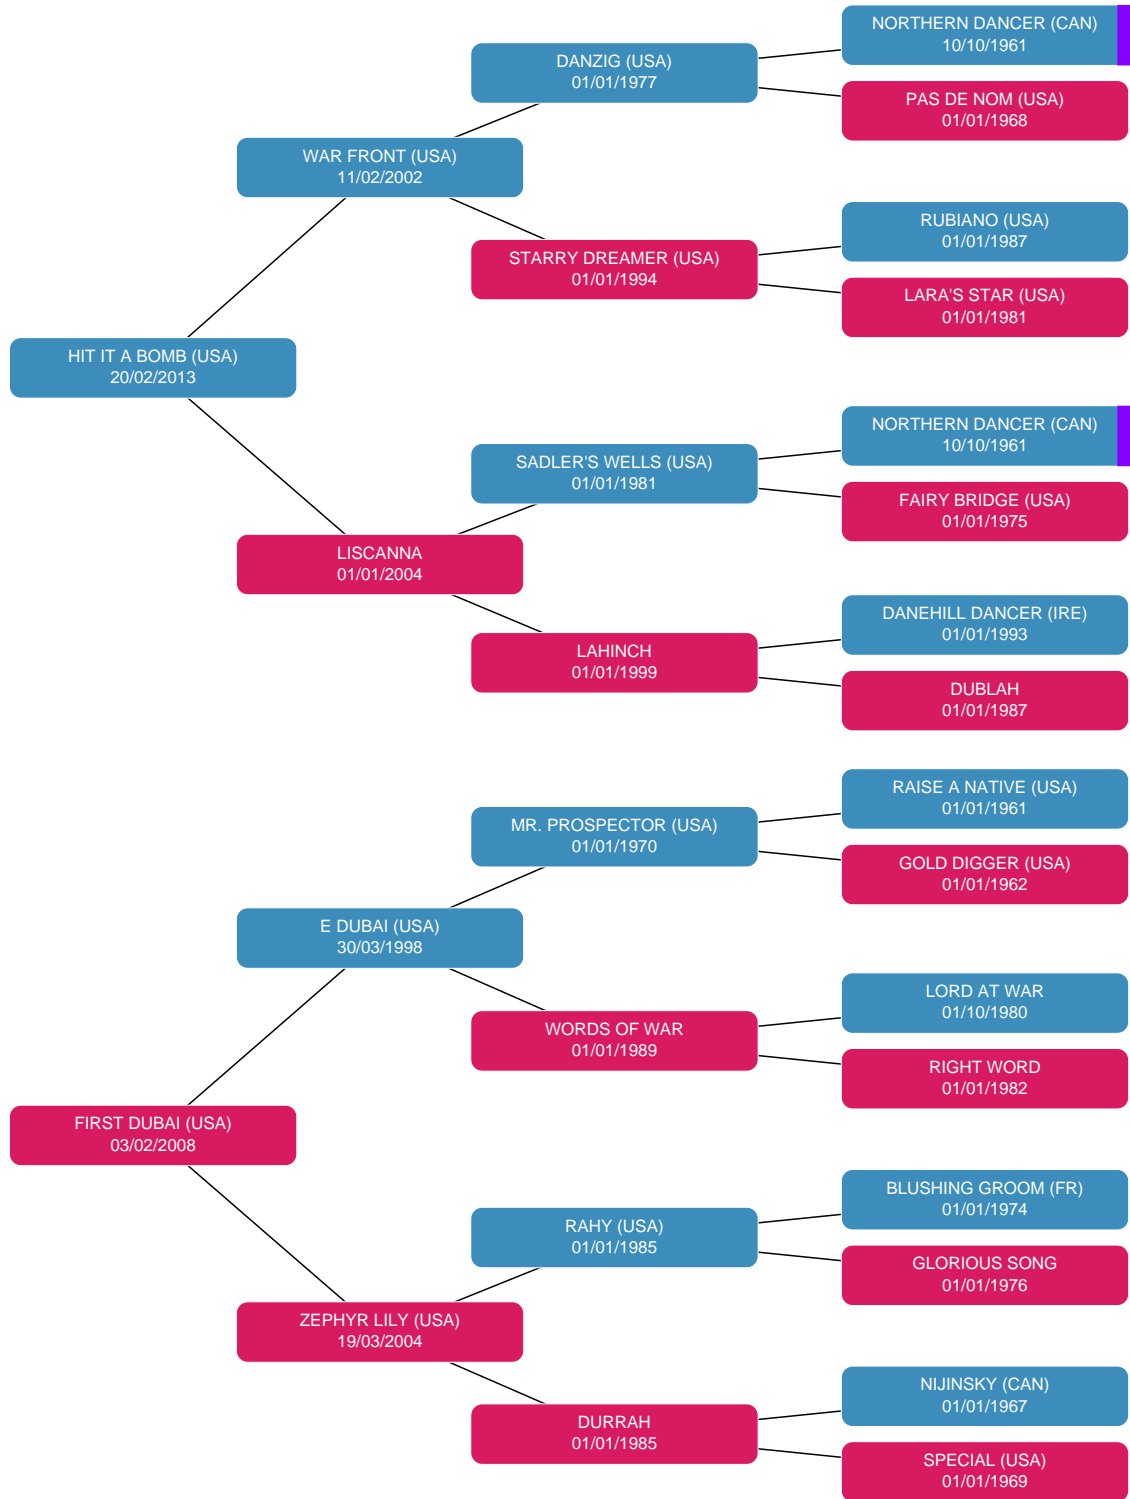 NORTHERN DANCER (CAN)
10/10/1961
DANZIG (USA)
01/01/1977
PAS DE NOM (USA)
01/01/1968
WAR FRONT (USA)
11/02/2002
RUBIANO (USA)
01/01/1987
STARRY DREAMER (USA)
01/01/1994
LARA'S STAR (USA)
01/01/1981
HIT IT A BOMB (USA)
20/02/2013
NORTHERN DANCER (CAN)
10/10/1961
SADLER'S WELLS (USA)
01/01/1981
FAIRY BRIDGE (USA)
01/01/1975
LISCANNA
01/01/2004
DANEHILL DANCER (IRE)
01/01/1993
LAHINCH
01/01/1999
DUBLAH
01/01/1987
RAISE A NATIVE (USA)
01/01/1961
MR. PROSPECTOR (USA)
01/01/1970
GOLD DIGGER (USA)
01/01/1962
E DUBAI (USA)
30/03/1998
LORD AT WAR
01/10/1980
WORDS OF WAR
01/01/1989
RIGHT WORD
01/01/1982
FIRST DUBAI (USA)
03/02/2008
BLUSHING GROOM (FR)
01/01/1974
RAHY (USA)
01/01/1985
GLORIOUS SONG
01/01/1976
ZEPHYR LILY (USA)
19/03/2004
NIJINSKY (CAN)
01/01/1967
DURRAH
01/01/1985
SPECIAL (USA)
01/01/1969